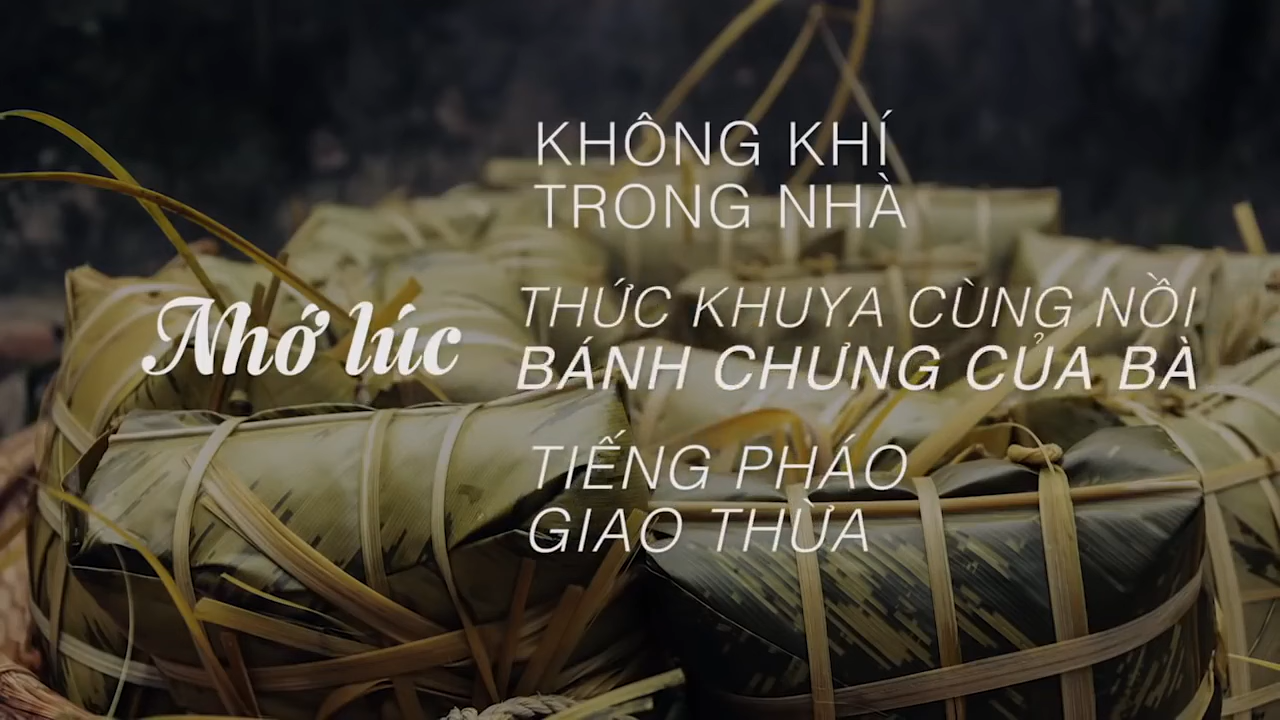 Nhớ lúc
KHÔNG KHÍ
TRONG NHÀ
THỨC KHUYA CÙNG NỒI
BÁNH CHƯNG CỦA BÀ
TIẾNG PHÁO
GIAO THỪA